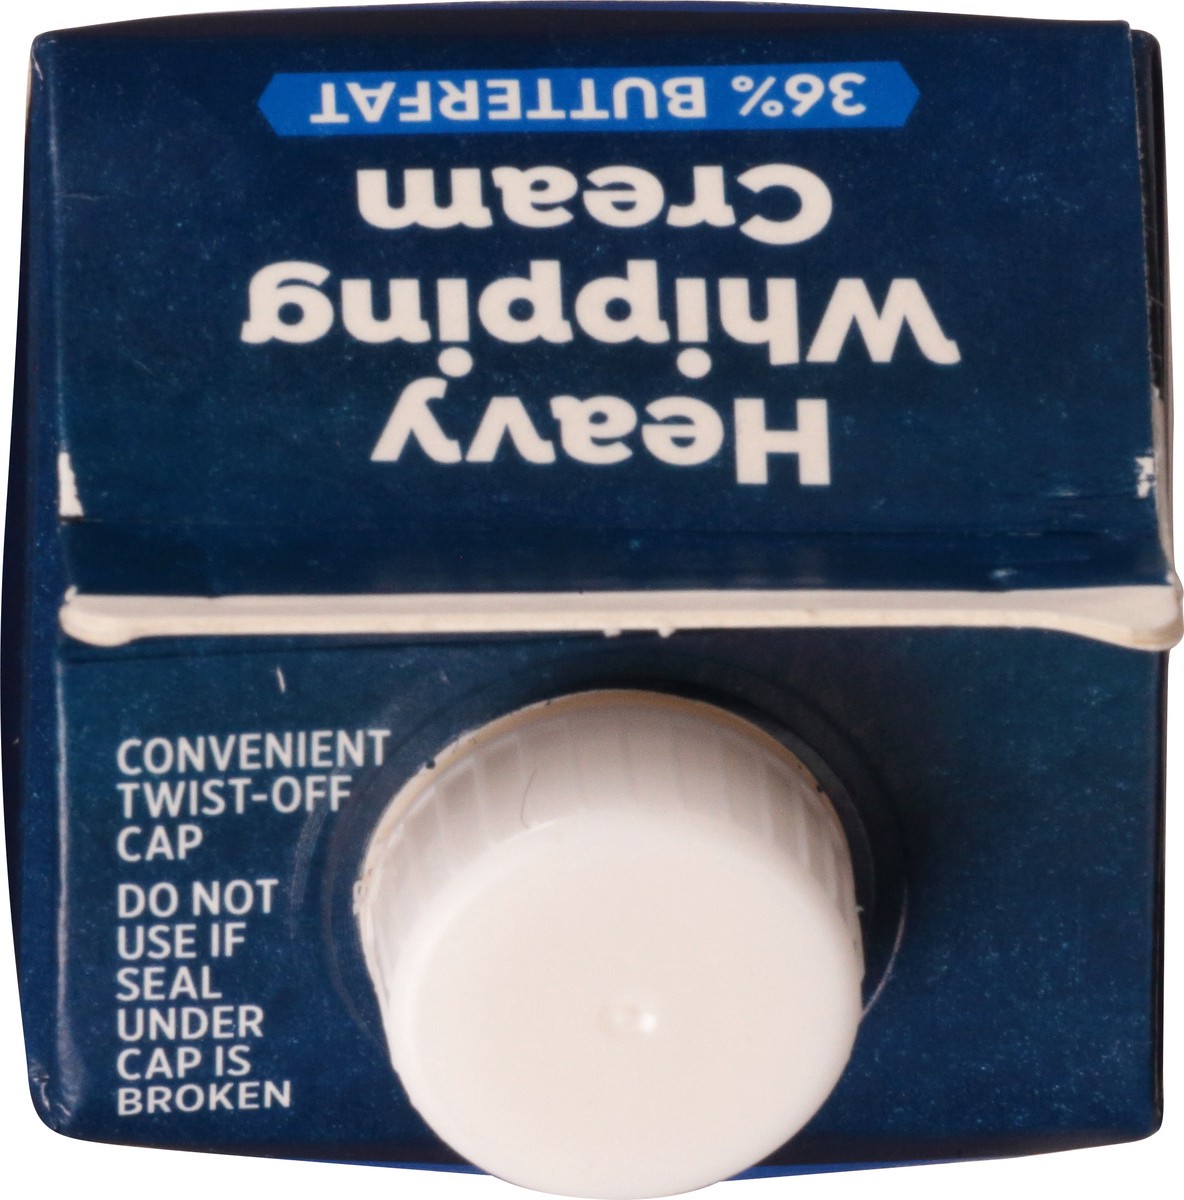 Heavy
Whipping
Cream
36% BUTTERFAT
CONVENIENT
TWIST-OFF
CAP
DO NOT
USE IF
SEAL
UNDER
CAP IS
BROKEN